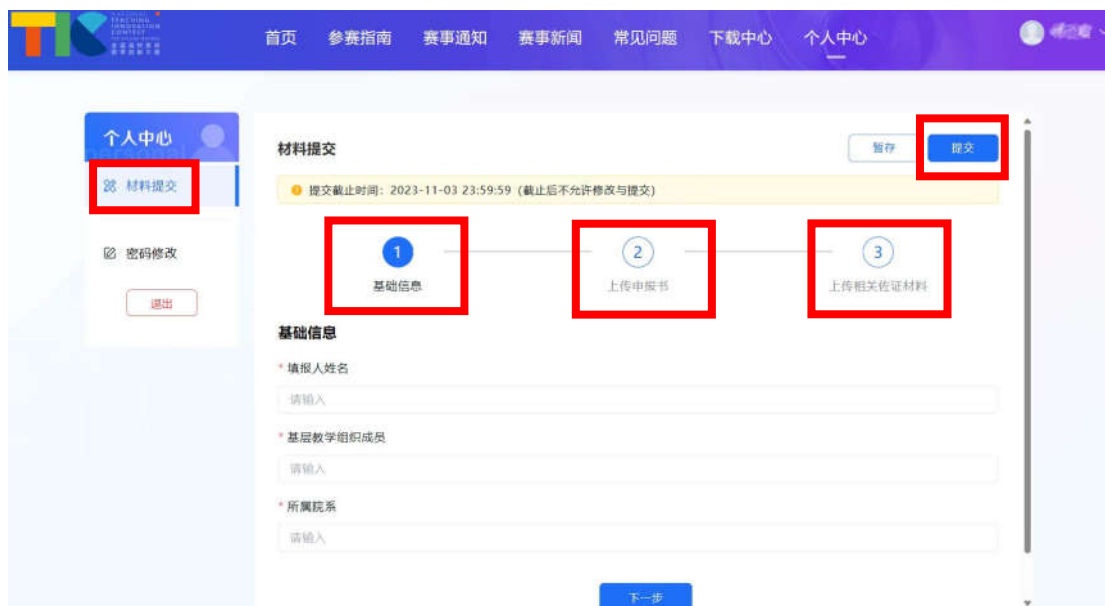 TEACHING
INNOVATION
CONTEST
首页 参赛指南 赛事通知 赛事新闻 常见问题 下载中心 个人中心
个人中心
材料提交
密码修改
退出
材料提交
暂存 提交
提交截止时间：2023-11-03 23:59:59 (截止后不允许修改与提交)
1 2 3
基础信息 上传申报书 上传相关佐证材料
基础信息
* 填报人姓名
请输入
* 基层教学组织成员
请输入
* 所属院系
请输入
下一步